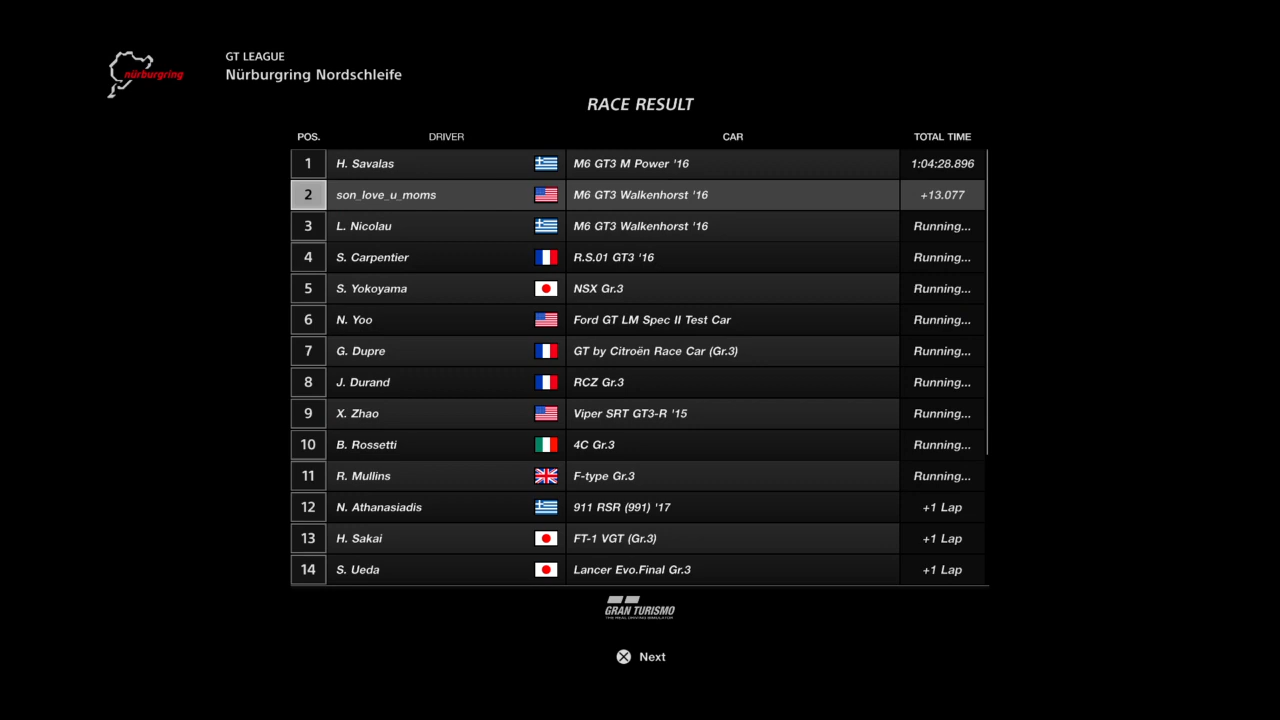 GT LEAGUE
Nürburgring Nordschleife
nürburgring
RACE RESULT
POS. DRIVER CAR TOTAL TIME
1 H. Savalas M6 GT3 M Power '16 1:04:28.896
2 son_love_u_moms M6 GT3 Walkenhorst '16 +13.077
3 L. Nicolau M6 GT3 Walkenhorst '16 Running...
4 S. Carpentier R.S.01 GT3 '16 Running...
5 S. Yokoyama NSX Gr.3 Running...
6 N. Yoo Ford GT LM Spec II Test Car Running...
7 G. Dupre GT by Citroën Race Car (Gr.3) Running...
8 J. Durand RCZ Gr.3 Running...
9 X. Zhao Viper SRT GT3-R '15 Running...
10 B. Rossetti 4C Gr.3 Running...
11 R. Mullins F-type Gr.3 Running...
12 N. Athanasiadis 911 RSR (991) '17 +1 Lap
13 H. Sakai FT-1 VGT (Gr.3) +1 Lap
14 S. Ueda Lancer Evo.Final Gr.3 +1 Lap
GRAN TURISMO
THE REAL DRIVING SIMULATOR
Next